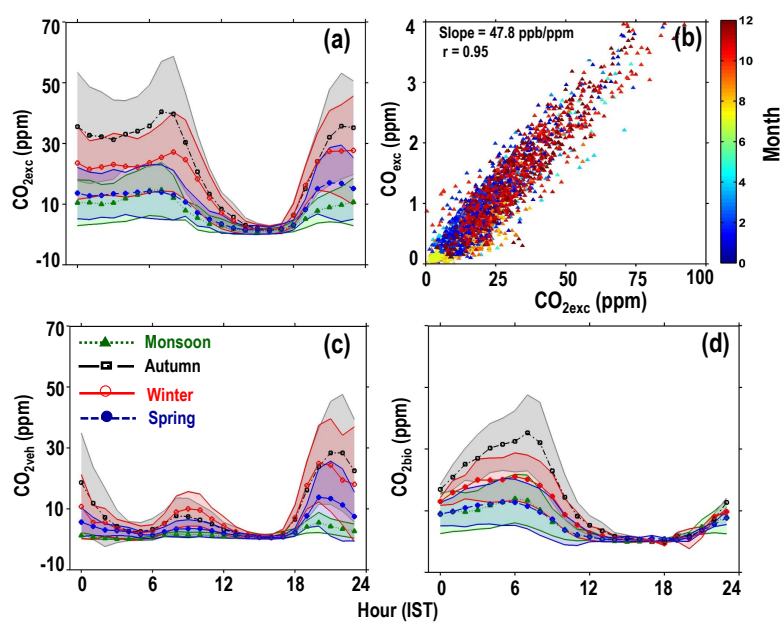 70
50
30
10
-10
CO2exc (ppm)
(a)
4
3
2
1
0
COexc (ppm)
Slope = 47.8 ppb/ppm
r = 0.95
(b)
0 25 50 75 100
CO2exc (ppm)
12
10
8
6
4
2
0
Month
70
50
30
10
-10
CO2veh (ppm)
(c)
Monsoon
Autumn
Winter
Spring
0 6 12 18 24
CO2bio (ppm)
(d)
0 6 12 18 24
Hour (IST)